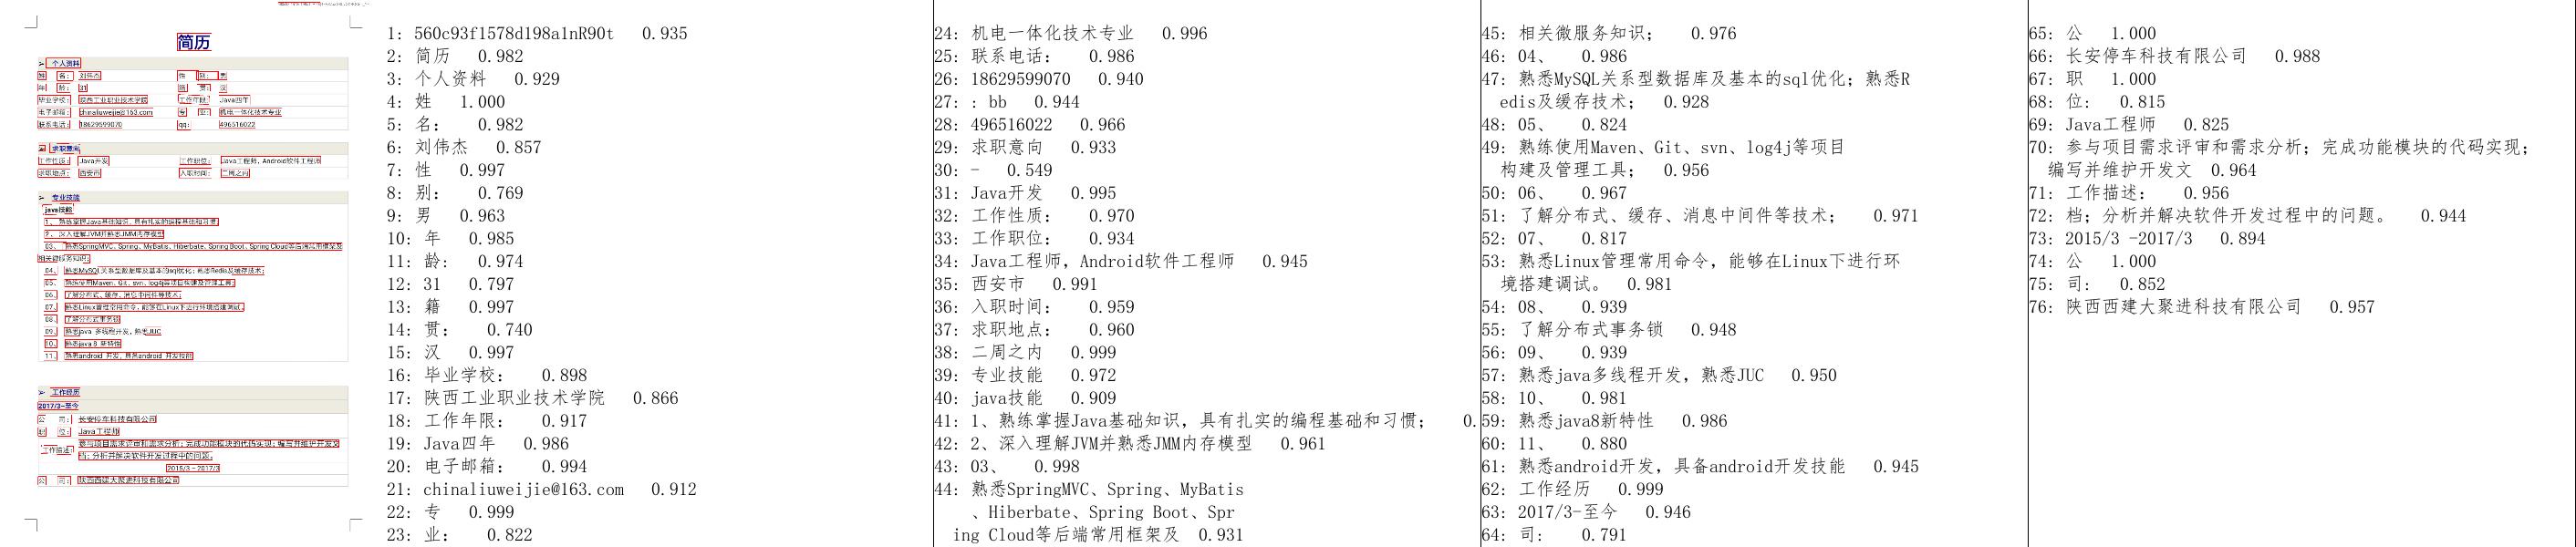 简历
个人资料
姓 名： 刘伟杰 性 别： 男
年 龄： 31 籍 贯： 汉
毕业学校： 陕西工业职业技术学院 工作年限： Java四年
电子邮箱： chinaliuweijie@163.com 专 业： 机电一体化技术专业
联系电话： 18629599070 qq： 496516022
求职意向
工作性质： Java开发 工作职位： Java工程师，Android软件工程师
求职地点： 西安市 入职时间： 二周之内
专业技能
java技能
1、 熟练掌握Java基础知识，具有扎实的编程基础和习惯；
2、 深入理解JVM并熟悉JMM内存模型
03、 熟悉SpringMVC、Spring、MyBatis、Hiberbate、Spring Boot、Spring Cloud等后端常用框架及
相关微服务知识；
04、 熟悉MySQL关系型数据库及基本的sql优化；熟悉Redis及缓存技术；
05、 熟练使用Maven、Git、svn、log4j等项目构建及管理工具；
06、 了解分布式、缓存、消息中间件等技术；
07、 熟悉Linux管理常用命令，能够在Linux下进行环境搭建调试。
08、 了解分布式事务锁
09、 熟悉java 多线程开发，熟悉JUC
10、 熟悉java 8 新特性
11、 熟悉android 开发，具备android 开发技能
工作经历
2017/3-至今
公 司： 长安停车科技有限公司
职 位： Java工程师
参与项目需求评审和需求分析；完成功能模块的代码实现；编写并维护开发文
工作描述：
档；分析并解决软件开发过程中的问题。
2015/3 - 2017/3
公 司： 陕西西建大聚进科技有限公司
1: 560c93f1578d198a1nR90t 0.935
2: 简历 0.982
3: 个人资料 0.929
4: 姓 1.000
5: 名： 0.982
6: 刘伟杰 0.857
7: 性 0.997
8: 别： 0.769
9: 男 0.963
10: 年 0.985
11: 龄： 0.974
12: 31 0.797
13: 籍 0.997
14: 贯： 0.740
15: 汉 0.997
16: 毕业学校： 0.898
17: 陕西工业职业技术学院 0.866
18: 工作年限： 0.917
19: Java四年 0.986
20: 电子邮箱： 0.994
21: chinaliuweijie@163.com 0.912
22: 专 0.999
23: 业： 0.822
24: 机电一体化技术专业 0.996
25: 联系电话： 0.986
26: 18629599070 0.940
27: : bb 0.944
28: 496516022 0.966
29: 求职意向 0.933
30: - 0.549
31: Java开发 0.995
32: 工作性质： 0.970
33: 工作职位： 0.934
34: Java工程师，Android软件工程师 0.945
35: 西安市 0.991
36: 入职时间： 0.959
37: 求职地点： 0.960
38: 二周之内 0.999
39: 专业技能 0.972
40: java技能 0.909
41: 1、熟练掌握Java基础知识，具有扎实的编程基础和习惯； 0.
42: 2、深入理解JVM并熟悉JMM内存模型 0.961
43: 03、 0.998
44: 熟悉SpringMVC、Spring、MyBatis
、Hiberbate、Spring Boot、Spr
ing Cloud等后端常用框架及 0.931
45: 相关微服务知识； 0.976
46: 04、 0.986
47: 熟悉MySQL关系型数据库及基本的sql优化；熟悉R
edis及缓存技术； 0.928
48: 05、 0.824
49: 熟练使用Maven、Git、svn、log4j等项目
构建及管理工具； 0.956
50: 06、 0.967
51: 了解分布式、缓存、消息中间件等技术； 0.971
52: 07、 0.817
53: 熟悉Linux管理常用命令，能够在Linux下进行环
境搭建调试。 0.981
54: 08、 0.939
55: 了解分布式事务锁 0.948
56: 09、 0.939
57: 熟悉java多线程开发，熟悉JUC 0.950
58: 10、 0.981
59: 熟悉java8新特性 0.986
60: 11、 0.880
61: 熟悉android开发，具备android开发技能 0.945
62: 工作经历 0.999
63: 2017/3-至今 0.946
64: 司： 0.791
65: 公 1.000
66: 长安停车科技有限公司 0.988
67: 职 1.000
68: 位： 0.815
69: Java工程师 0.825
70: 参与项目需求评审和需求分析；完成功能模块的代码实现；
编写并维护开发文 0.964
71: 工作描述： 0.956
72: 档；分析并解决软件开发过程中的问题。 0.944
73: 2015/3 -2017/3 0.894
74: 公 1.000
75: 司： 0.852
76: 陕西西建大聚进科技有限公司 0.957